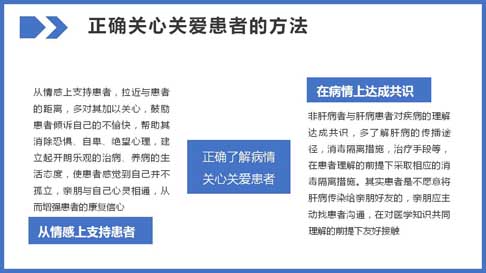 正确关心关爱患者的方法
从情感上支持患者，拉近与患者
的距离，多对其加以关心，鼓励
患者倾诉自己的不愉快，帮助其
消除恐惧、自卑、绝望心理，建
立起开朗乐观的治病、养病的生
活态度，使患者感觉到自己并不
孤立，亲朋与自己心灵相通，从
而增强患者的康复信心
从情感上支持患者
正确了解病情
关心关爱患者
在病情上达成共识
非肝病者与肝病患者对疾病的理解
达成共识，多了解肝病的传播途
径，消毒隔离措施，治疗手段等，
在患者理解的前提下采取相应的消
毒隔离措施。其实患者是不愿意将
肝病传染给亲朋好友的，亲朋应主
动找患者沟通，在对医学知识共同
理解的前提下友好接触